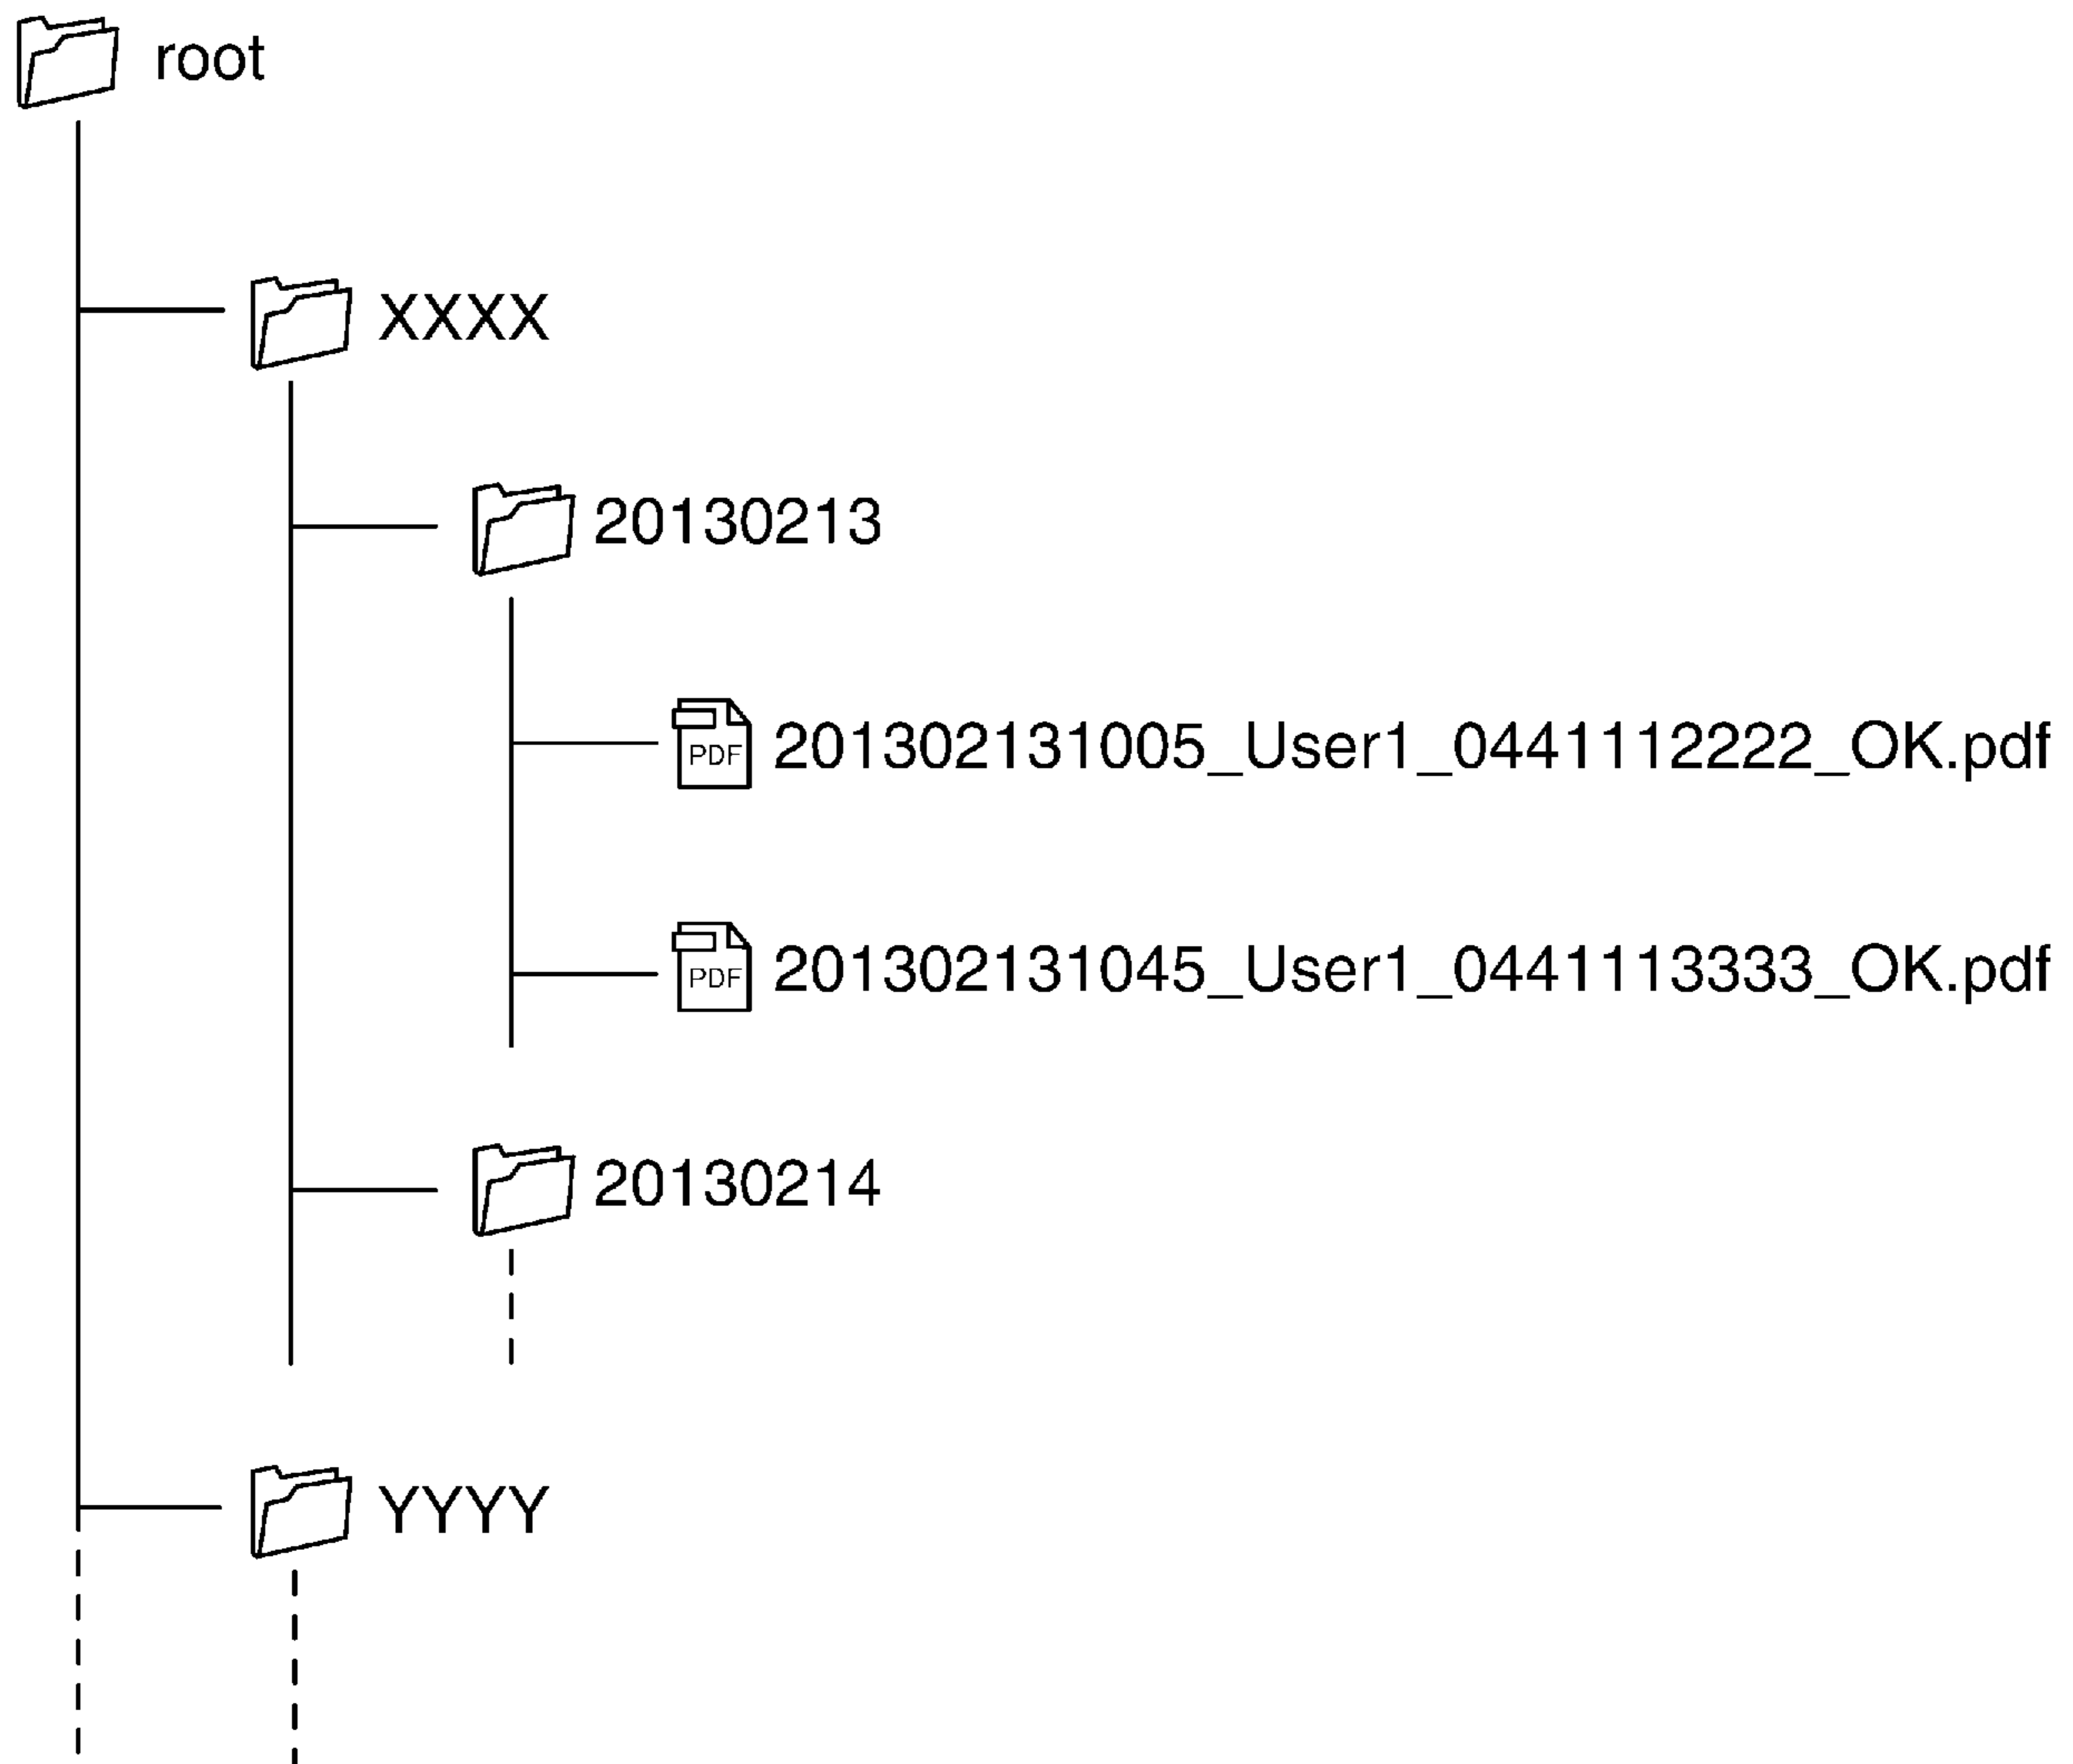 root
XXXX
20130213
PDF 201302131005_User1_0441112222_OK.pdf
PDF 201302131045_User1_0441113333_OK.pdf
20130214
YYYY